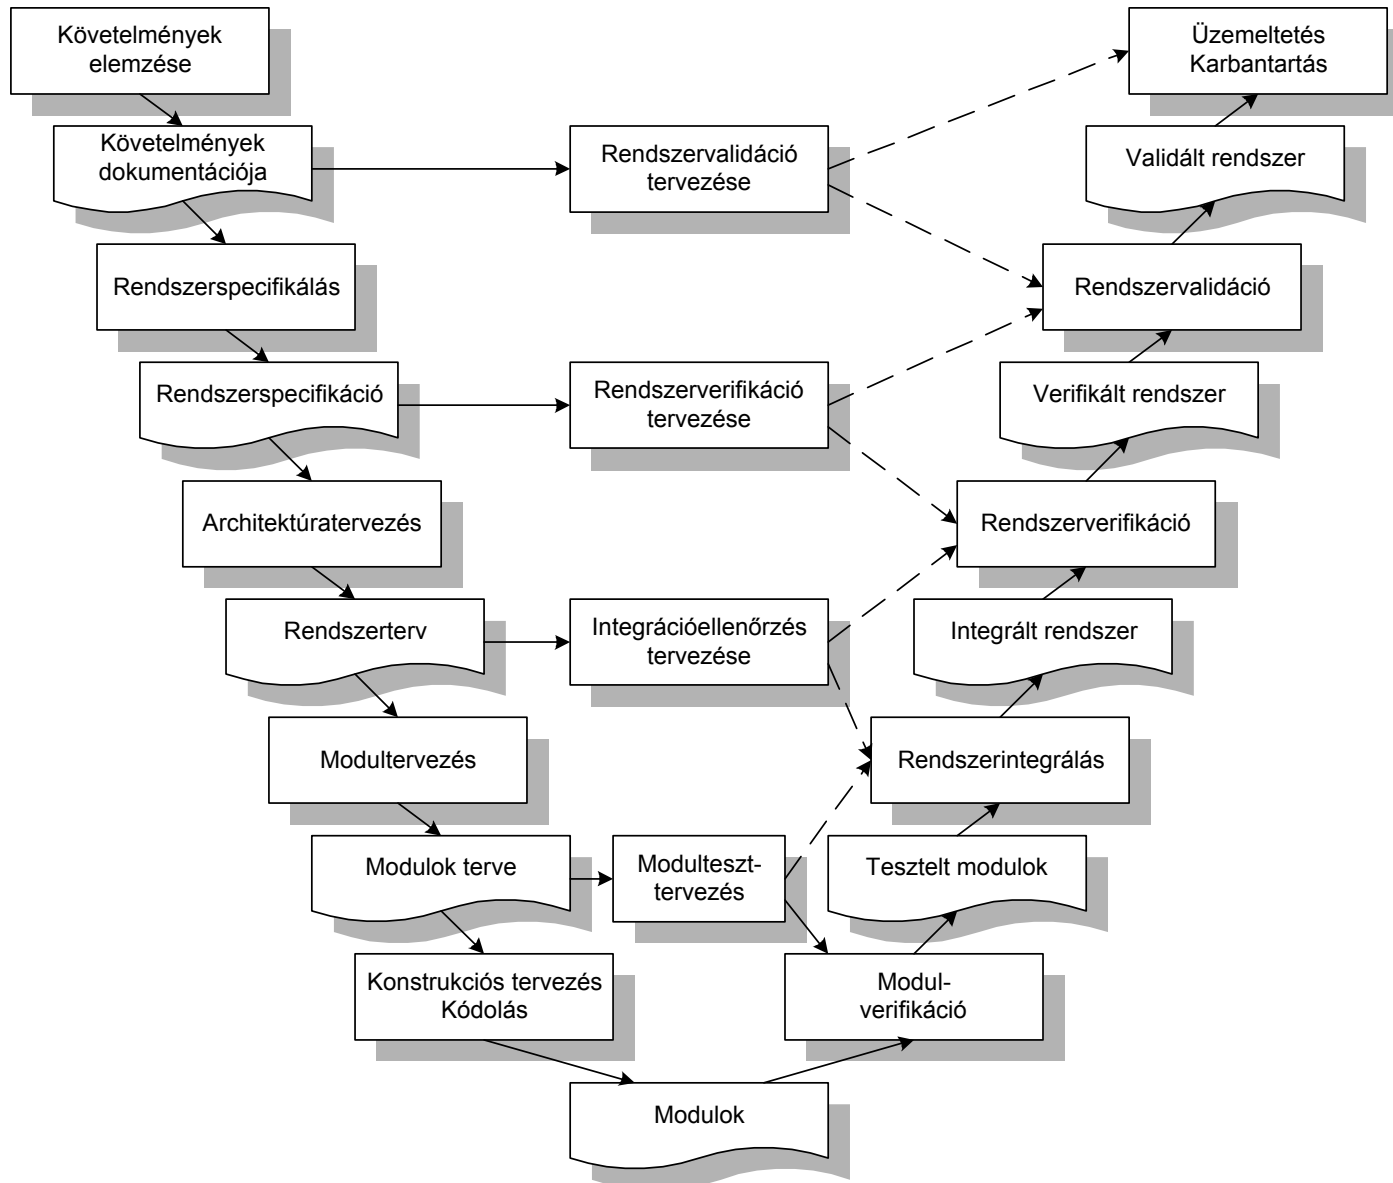 Követelmények
elemzése
Üzemeltetés
Karbantartás
Követelmények
dokumentációja
Rendszervalidáció
tervezése
Validált rendszer
Rendszerspecifikálás
Rendszervalidáció
Rendszerspecifikáció
Rendszerverifikáció
tervezése
Verifikált rendszer
Architektúratervezés
Rendszerverifikáció
Rendszerterv
Integrációellenőrzés
tervezése
Integrált rendszer
Modultervezés
Rendszerintegrálás
Modulok terve
Modulteszt-
tervezés
Tesztelt modulok
Konstrukciós tervezés
Kódolás
Modul-
verifikáció
Modulok